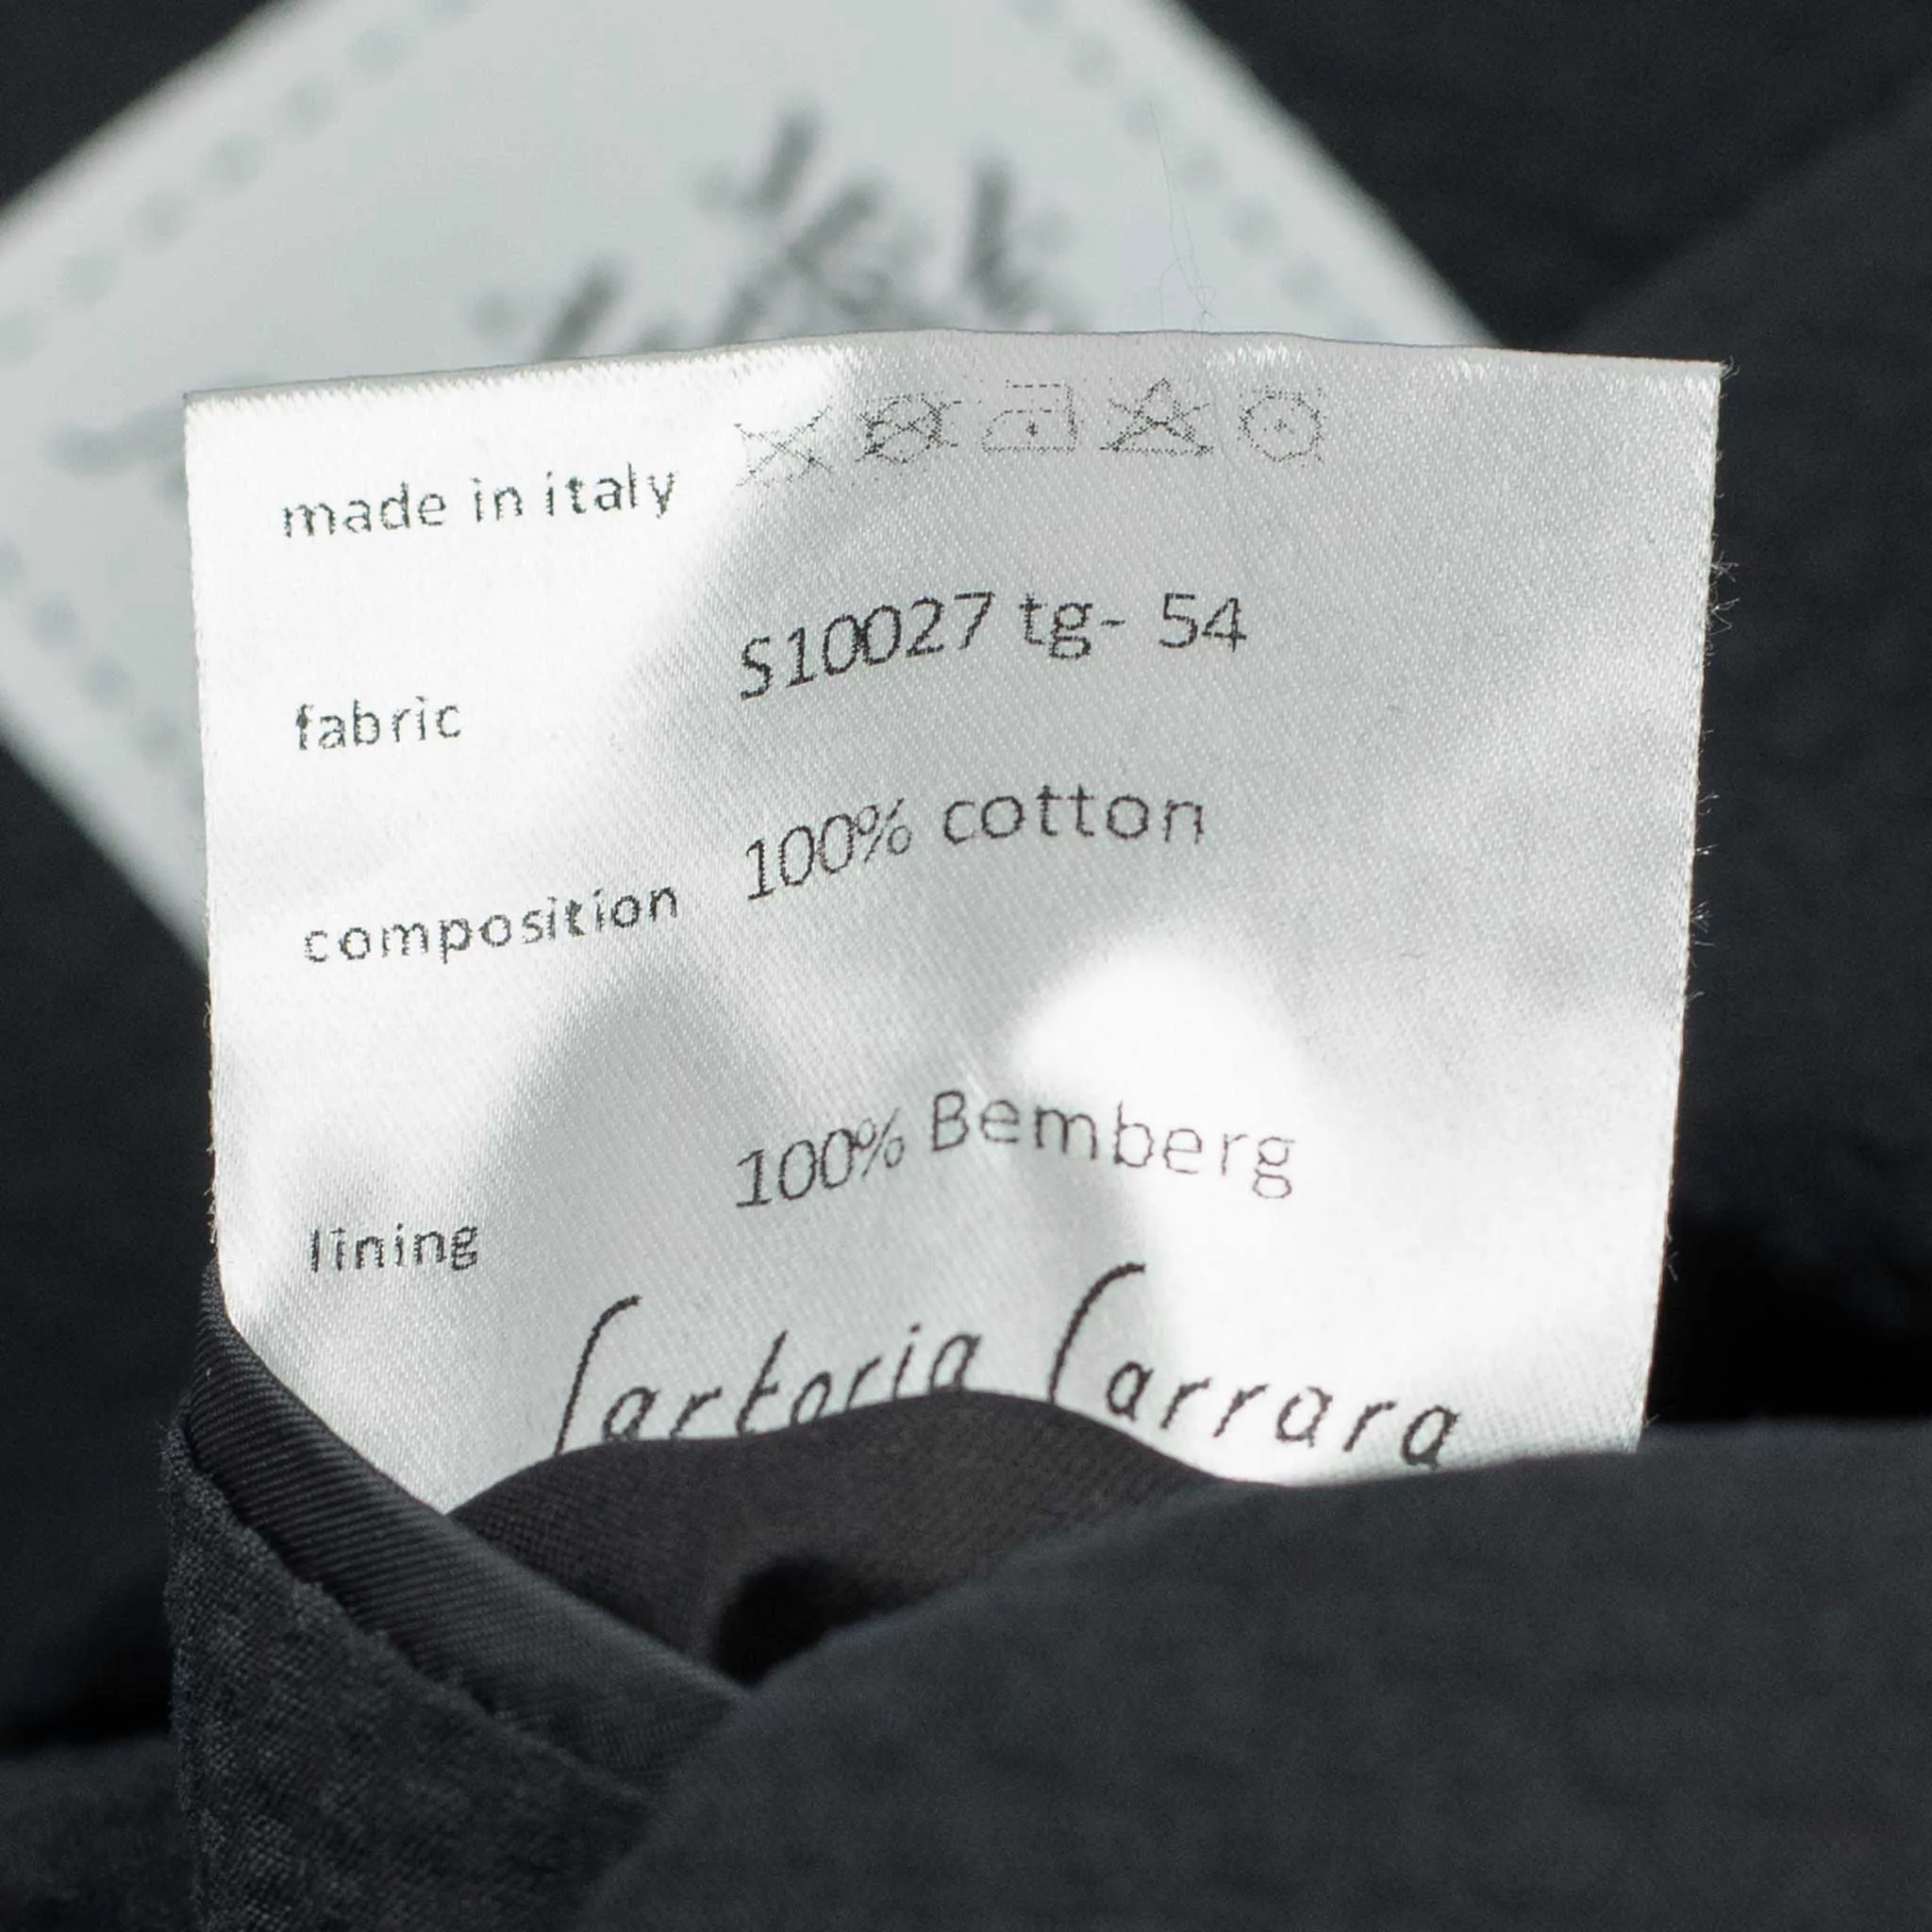 made in italy
fabric S10027 tg- 54
composition 100% cotton
lining 100% Bemberg
Sartoria Carrara